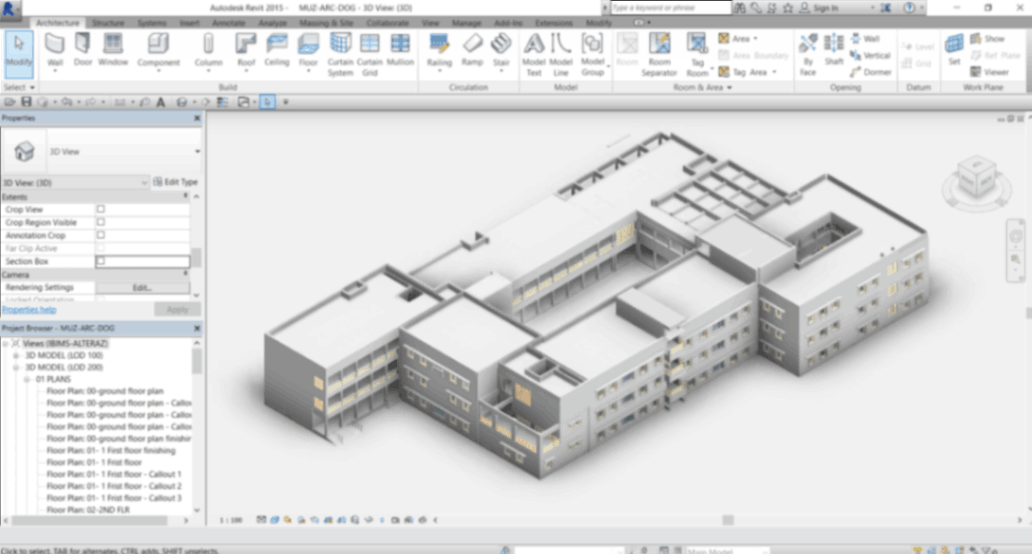 Autodesk Revit 2015 - MUZ-ARC-DOG - 3D View: {3D}
Type a keyword or phrase
Sign In
Architecture Structure Systems Insert Annotate Analyze Massing & Site Collaborate View Manage Add-Ins Extensions Modify
Modify Wall Door Window Component Column Roof Ceiling Floor Curtain System Curtain Grid Mullion Railing Ramp Stair Model Text Model Line Model Group Room Room Separator Tag Room Area Area Boundary Tag Area By Face Shaft Wall Vertical Dormer Level Grid Set Show Ref Plane Viewer
Select Build Circulation Model Room & Area Opening Datum Work Plane
Properties
3D View
3D View: {3D} Edit Type
Extents
Crop View
Crop Region Visible
Annotation Crop
Far Clip Active
Section Box
Camera
Rendering Settings Edit...
Locked Orientation
Properties help Apply
Project Browser - MUZ-ARC-DOG
Views (IBIMS-ALTERAZ)
3D MODEL (LOD 100)
3D MODEL (LOD 200)
01 PLANS
Floor Plan: 00-ground floor plan
Floor Plan: 00-ground floor plan - Callou
Floor Plan: 00-ground floor plan - Callou
Floor Plan: 00-ground floor plan - Callou
Floor Plan: 00-ground floor plan finishin
Floor Plan: 01- 1 First floor finishing
Floor Plan: 01- 1 Frist floor
Floor Plan: 01- 1 Frist floor - Callout 1
Floor Plan: 01- 1 Frist floor - Callout 2
Floor Plan: 01- 1 Frist floor - Callout 3
Floor Plan: 02-2ND FLR
1 : 100
Click to select, TAB for alternates, CTRL adds, SHIFT unselects.
Main Model